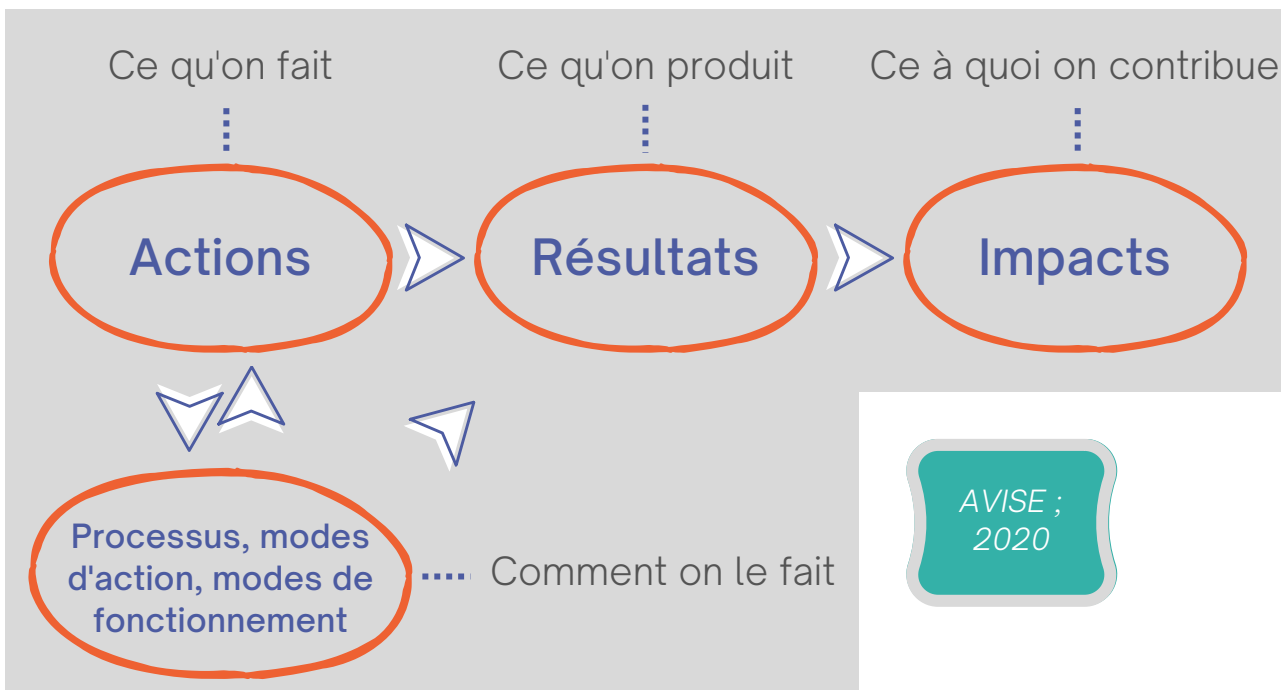 Ce qu'on fait
Ce qu'on produit
Ce à quoi on contribue
Actions
Résultats
Impacts
Processus, modes
d'action, modes de
fonctionnement
Comment on le fait
AVISE ;
2020